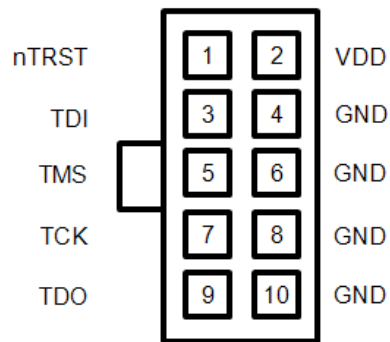 nTRST 1 2 VDD
TDI 3 4 GND
TMS 5 6 GND
TCK 7 8 GND
TDO 9 10 GND